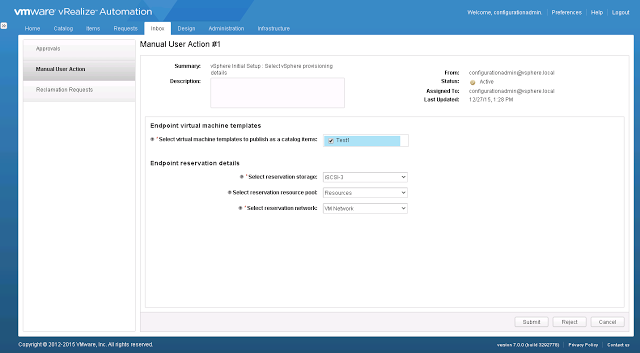 vmware vRealize Automation
Welcome, configurationadmin. Preferences Help Logout
Home Catalog Items Requests Inbox Design Administration Infrastructure
Approvals
Manual User Action
Reclamation Requests
Manual User Action #1
Summary: vSphere Initial Setup : Select vSphere provisioning
details
Description:
From: configurationadmin@vsphere.local
Status: Active
Assigned To: configurationadmin@vsphere.local
Last Updated: 12/27/15, 1:28 PM
Endpoint virtual machine templates
* Select virtual machine templates to publish as a catalog items: Test1
Endpoint reservation details
* Select reservation storage: iSCSI-3
Select reservation resource pool: Resources
* Select reservation network: VM Network
Submit Reject Cancel
Copyright © 2012-2015 VMware, Inc. All rights reserved.
version 7.0.0 (build 3292778) Privacy Policy Contact us